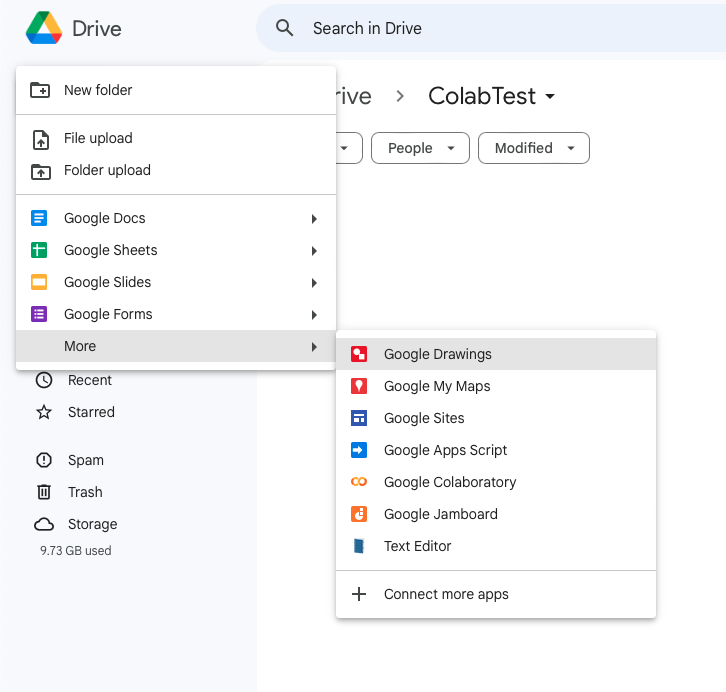 Drive
Search in Drive
New folder
File upload
Folder upload
Google Docs
Google Sheets
Google Slides
Google Forms
More
Recent
Starred
Spam
Trash
Storage
9.73 GB used
rive > ColabTest
People
Modified
Google Drawings
Google My Maps
Google Sites
Google Apps Script
Google Colaboratory
Google Jamboard
Text Editor
Connect more apps